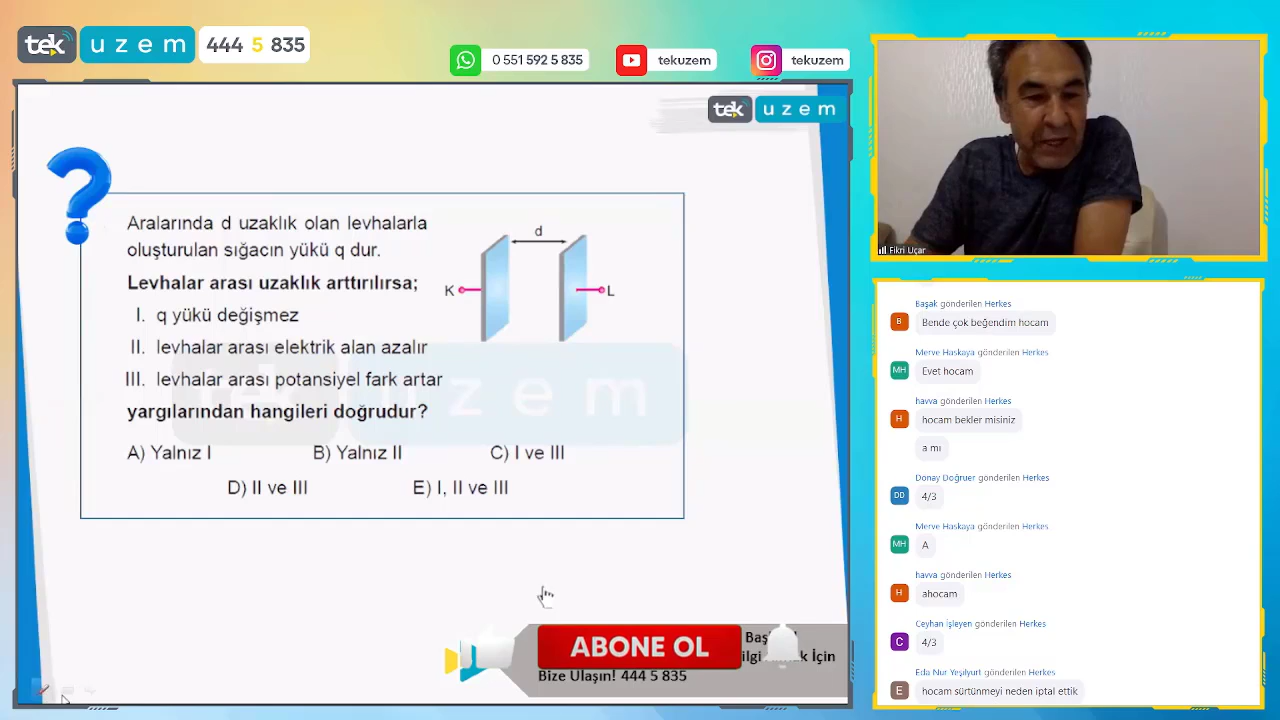 tek uzem 444 5 835
0 551 592 5 835
tekuzem
tekuzem
tek uzem
?
Aralarında d uzaklık olan levhalarla
oluşturulan sığacın yükü q dur.
Levhalar arası uzaklık arttırılırsa;
I. q yükü değişmez
II. levhalar arası elektrik alan azalır
III. levhalar arası potansiyel fark artar
yargılarından hangileri doğrudur?
A) Yalnız I B) Yalnız II C) I ve III
D) II ve III E) I, II ve III
d
K
L
uzem
ABONE OL
İçin
Bize Ulaşın! 444 5 835
Fikri Uçar
Başak gönderilen Herkes
B
Bende çok beğendim hocam
Merve Haskaya gönderilen Herkes
MH
Evet hocam
havva gönderilen Herkes
H
hocam bekler misiniz
a mı
Donay Doğruer gönderilen Herkes
DD
4/3
Merve Haskaya gönderilen Herkes
MH
A
havva gönderilen Herkes
H
ahocam
Ceyhan İşleyen gönderilen Herkes
C
4/3
Eda Nur Yeşilyurt gönderilen Herkes
E
hocam sürtünmeyi neden iptal ettik